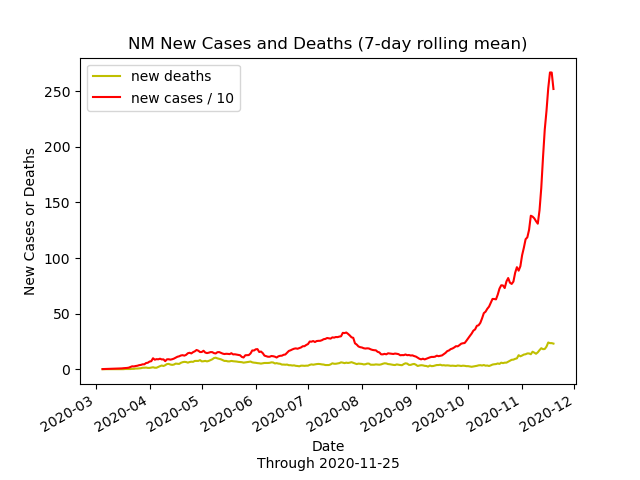 NM New Cases and Deaths (7-day rolling mean)
new deaths
new cases / 10
New Cases or Deaths
250
200
150
100
50
0
2020-03
2020-04
2020-05
2020-06
2020-07
2020-08
2020-09
2020-10
2020-11
2020-12
Date
Through 2020-11-25